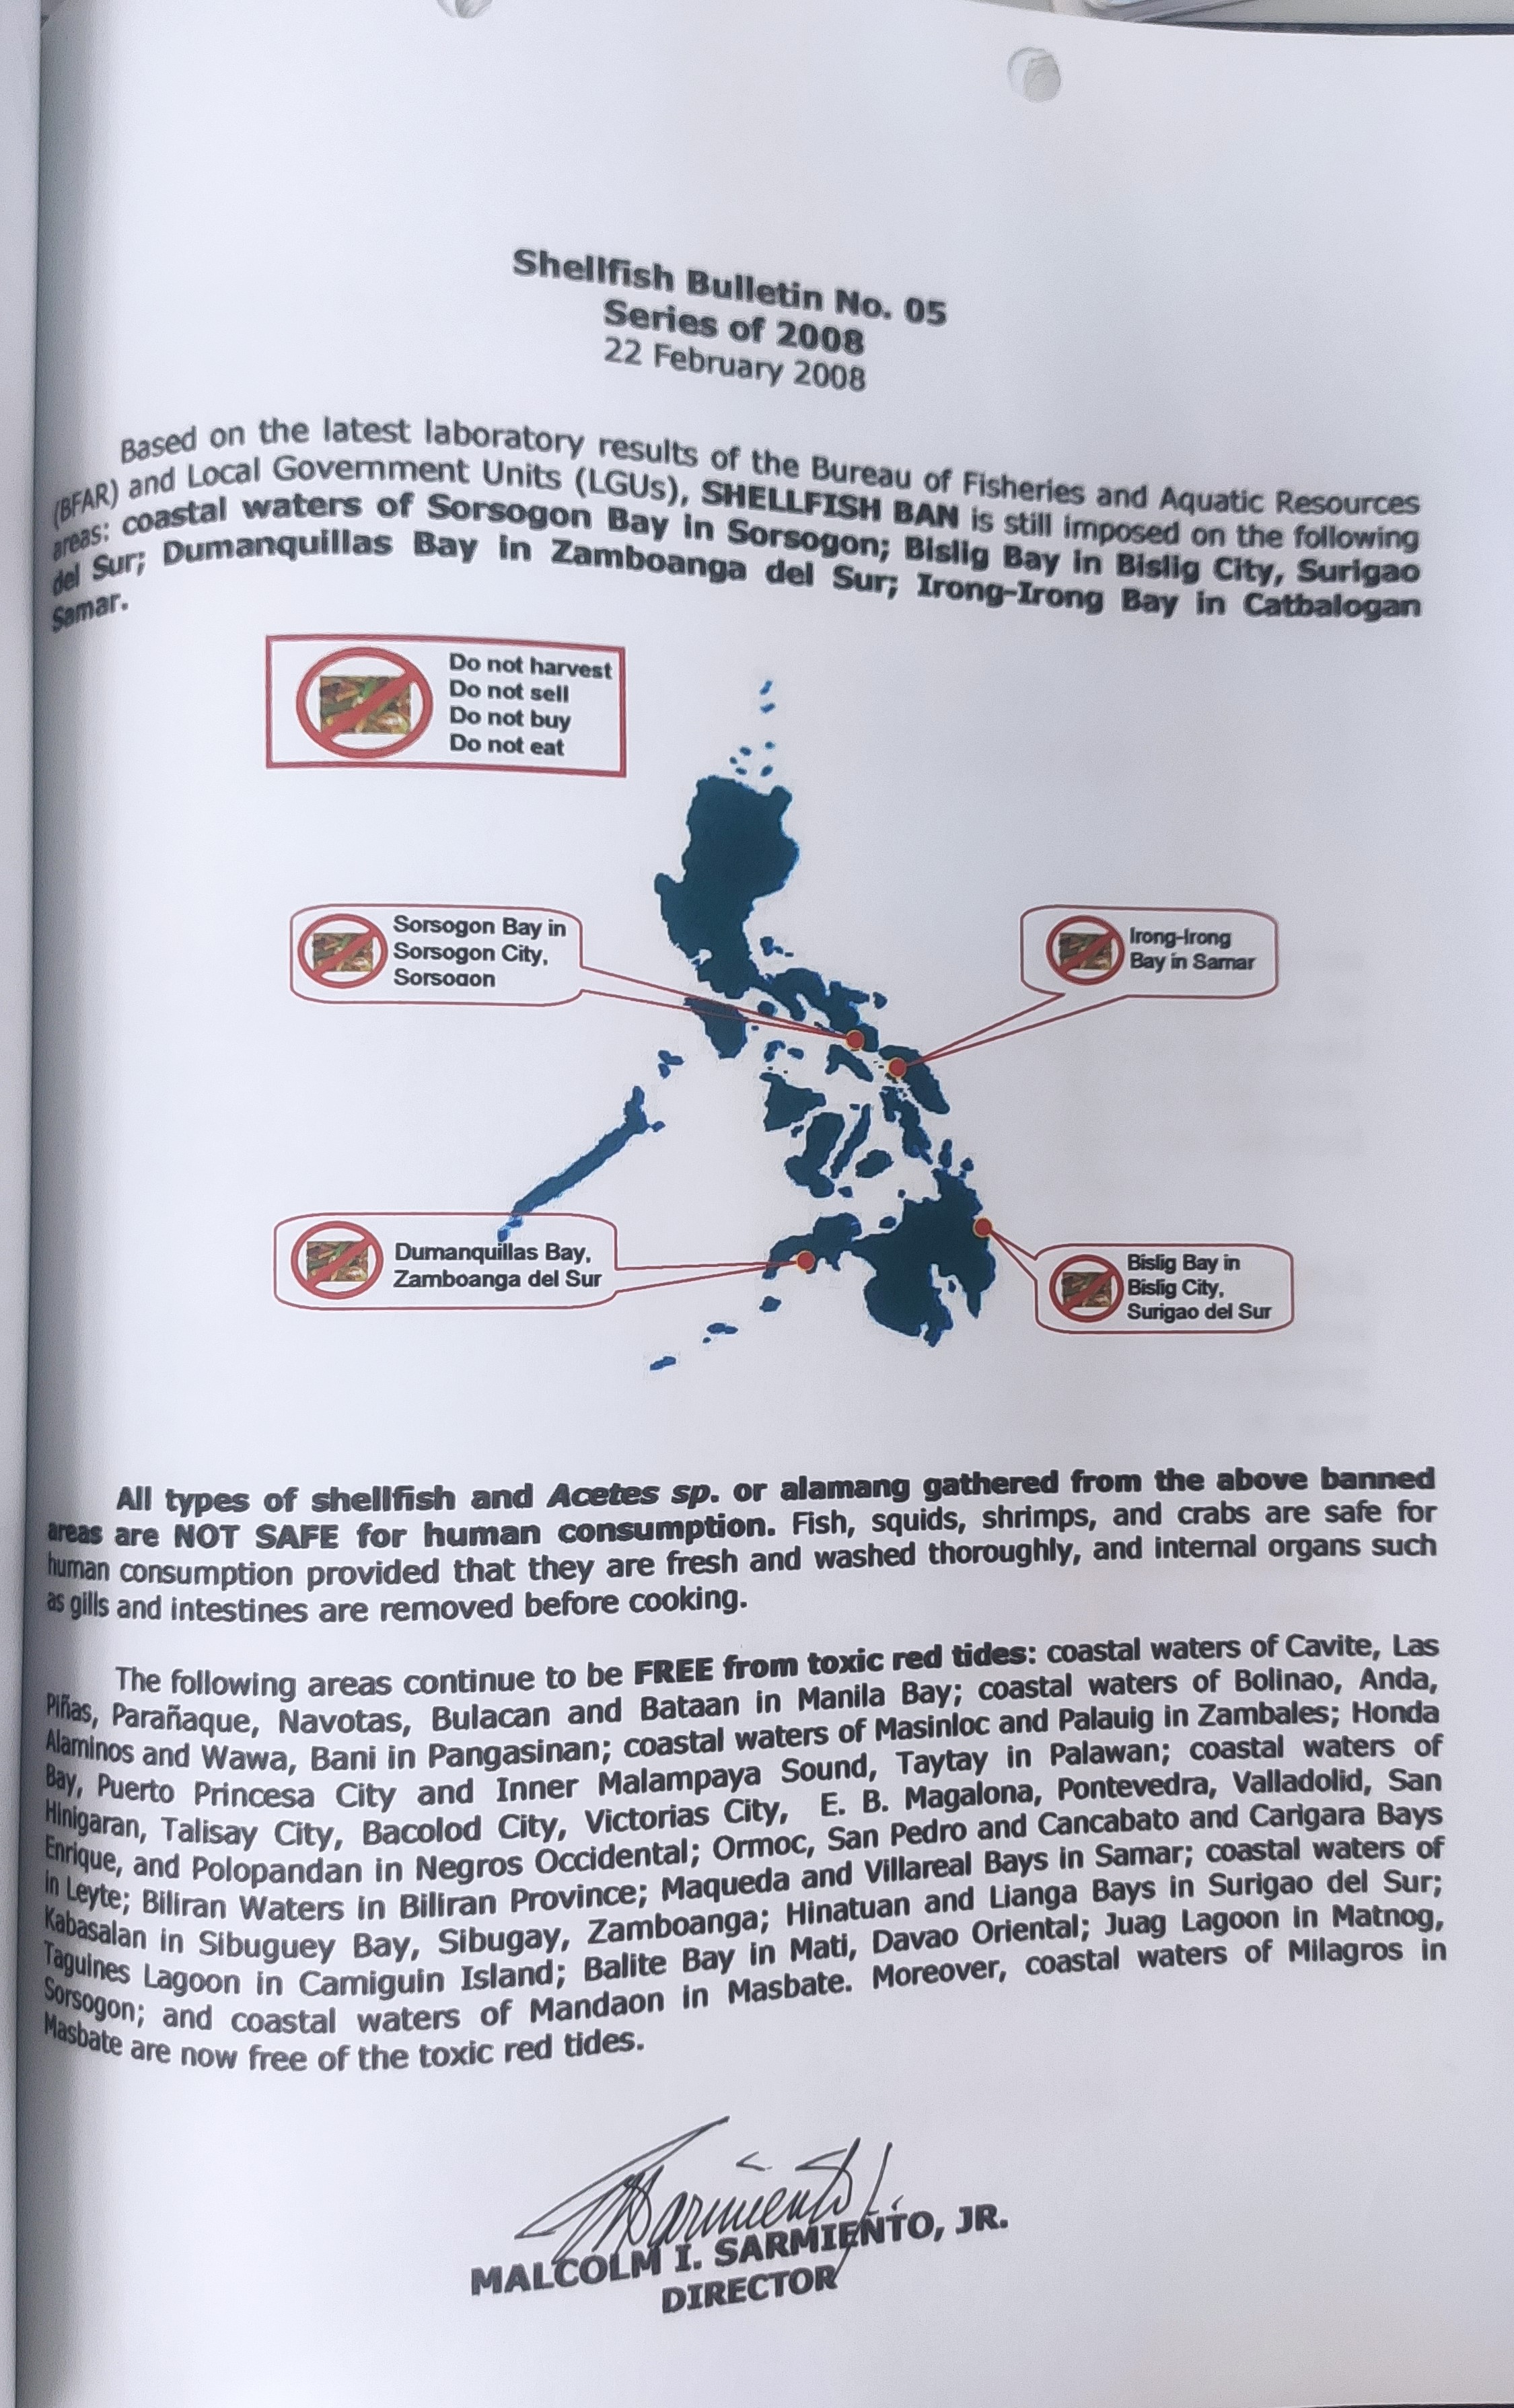 Shellfish Bulletin No. 05
Series of 2008
22 February 2008
Based on the latest laboratory results of the Bureau of Fisheries and Aquatic Resources
(BFAR) and Local Government Units (LGUs), SHELLFISH BAN is still imposed on the following
areas: coastal waters of Sorsogon Bay in Sorsogon; Bislig Bay in Bislig City, Surigao
del Sur; Dumanquillas Bay in Zamboanga del Sur; Irong-Irong Bay in Catbalogan
Samar.
Do not harvest
Do not sell
Do not buy
Do not eat
Sorsogon Bay in
Sorsogon City,
Sorsogon
Irong-Irong
Bay in Samar
Dumanquillas Bay,
Zamboanga del Sur
Bislig Bay in
Bislig City,
Surigao del Sur
All types of shellfish and Acetes sp. or alamang gathered from the above banned
areas are NOT SAFE for human consumption. Fish, squids, shrimps, and crabs are safe for
human consumption provided that they are fresh and washed thoroughly, and internal organs such
as gills and intestines are removed before cooking.
The following areas continue to be FREE from toxic red tides: coastal waters of Cavite, Las
Piñas, Parañaque, Navotas, Bulacan and Bataan in Manila Bay; coastal waters of Bolinao, Anda,
Alaminos and Wawa, Bani in Pangasinan; coastal waters of Masinloc and Palauig in Zambales; Honda
Bay, Puerto Princesa City and Inner Malampaya Sound, Taytay in Palawan; coastal waters of
Hinigaran, Talisay City, Bacolod City, Victorias City, E. B. Magalona, Pontevedra, Valladolid, San
Enrique, and Polopandan in Negros Occidental; Ormoc, San Pedro and Cancabato and Carigara Bays
in Leyte; Biliran Waters in Biliran Province; Maqueda and Villareal Bays in Samar; coastal waters of
Kabasalan in Sibuguey Bay, Sibugay, Zamboanga; Hinatuan and Lianga Bays in Surigao del Sur;
Taguines Lagoon in Camiguin Island; Balite Bay in Mati, Davao Oriental; Juag Lagoon in Matnog,
Sorsogon; and coastal waters of Mandaon in Masbate. Moreover, coastal waters of Milagros in
Masbate are now free of the toxic red tides.
MALCOLM I. SARMIENTO, JR.
DIRECTOR